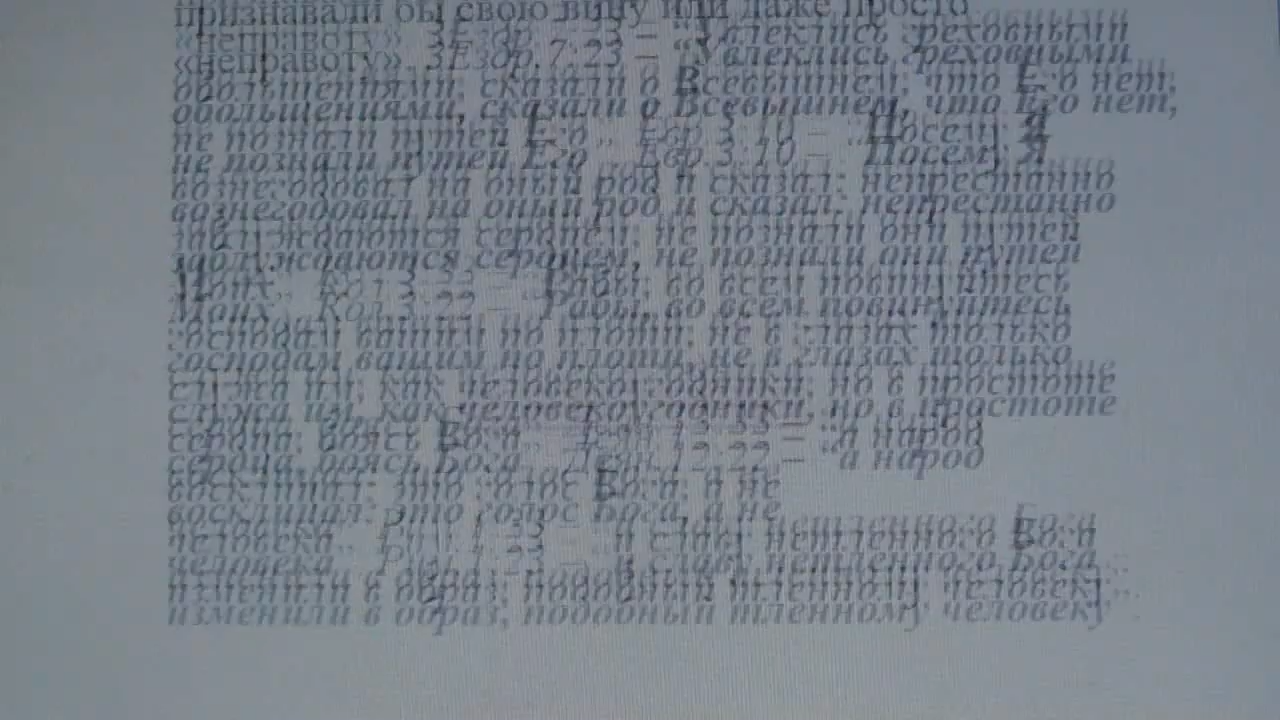 признавали бы свою вину или даже просто
«неправоту». 3Ездр.7:23 – “Увлеклись греховными
обольщениями, сказали о Всевышнем, что Его нет,
не познали путей Его„. Евр.3:10 – “Посему Я
вознегодовал на оный род и сказал: непрестанно
заблуждаются сердцем, не познали они путей
Моих„. Кол.3:22 – “Рабы, во всем повинуйтесь
господам вашим по плоти, не в глазах только
служа им, как человекоугодники, но в простоте
сердца, боясь Бога„. Деян.12:22 – “а народ
восклицал: это голос Бога, а не
человека„. Рим.1:23 – “и славу нетленного Бога
изменили в образ, подобный тленному человеку